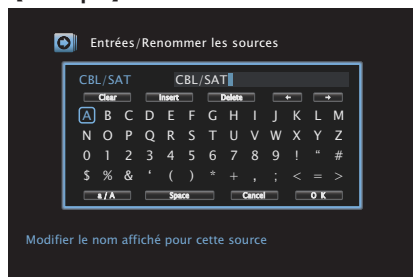 Entrées/Renommer les sources
CBL/SAT CBL/SAT
Clear Insert Delete ← →
A B C D E F G H I J K L M
N O P Q R S T U V W X Y Z
0 1 2 3 4 5 6 7 8 9 ! “ #
$ % & ‘ ( ) * + , ; < = >
a / A Space Cancel O K
Modifier le nom affiché pour cette source